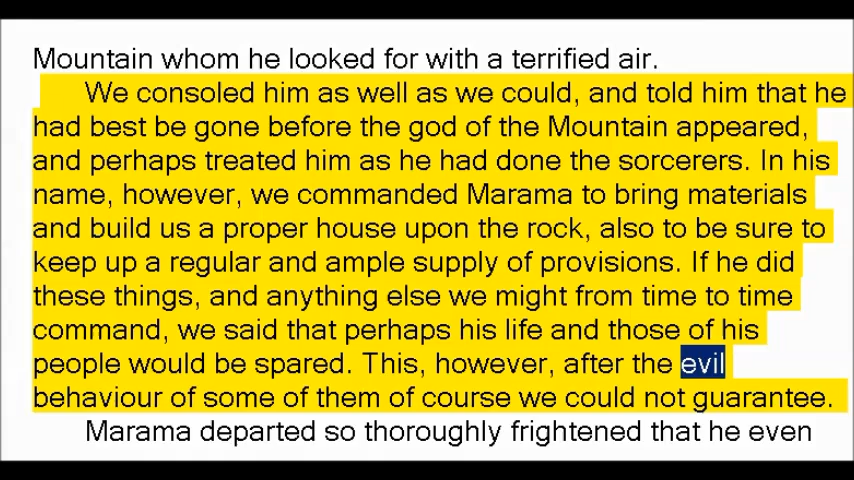 Mountain whom he looked for with a terrified air.
We consoled him as well as we could, and told him that he
had best be gone before the god of the Mountain appeared,
and perhaps treated him as he had done the sorcerers. In his
name, however, we commanded Marama to bring materials
and build us a proper house upon the rock, also to be sure to
keep up a regular and ample supply of provisions. If he did
these things, and anything else we might from time to time
command, we said that perhaps his life and those of his
people would be spared. This, however, after the evil
behaviour of some of them of course we could not guarantee.
Marama departed so thoroughly frightened that he even